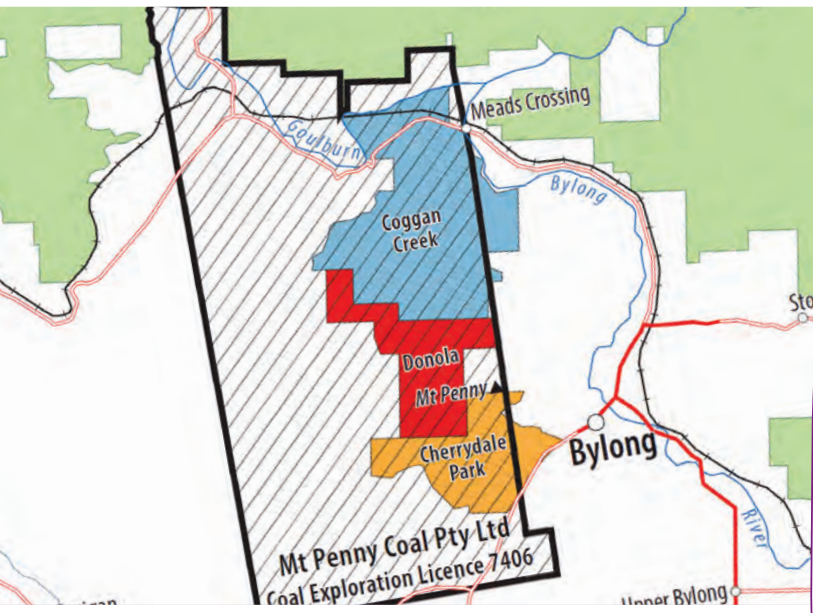 Meads Crossing
Goulburn
Bylong
Coggan
Creek
Sto
Donola
Mt Penny
Cherrydale
Park
Bylong
River
Mt Penny Coal Pty Ltd
Coal Exploration Licence 7406
Upper Bylong